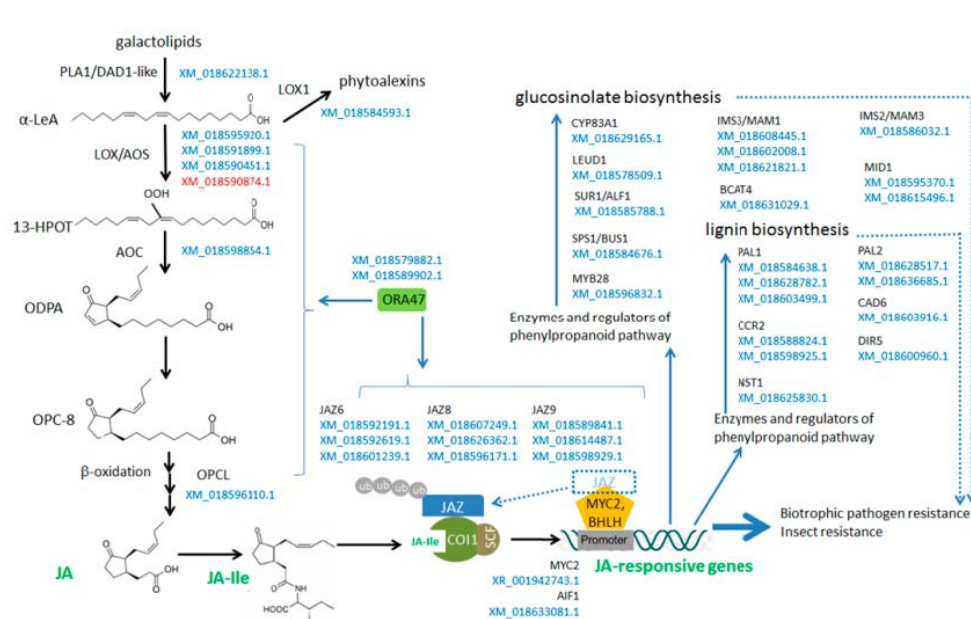 galactolipids
PLA1/DAD1-like
XM_018622138.1
α-LeA
OH
O
LOX1
phytoalexins
XM_018584593.1
LOX/AOS
XM_018595920.1
XM_018591899.1
XM_018590451.1
XM_018590874.1
OOH
13-HPOT
O
OH
AOC
XM_018598854.1
ODPA
O
O
OH
OPC-8
O
O
OH
β-oxidation
OPCL
XM_018596110.1
JA
O
OH
O
JA-Ile
O
O
NH
HOOC
XM_018579882.1
XM_018589902.1
ORA47
JAZ6
XM_018592191.1
XM_018592619.1
XM_018601239.1
JAZ8
XM_018607249.1
XM_018626362.1
XM_018596171.1
JAZ9
XM_018589841.1
XM_018614487.1
XM_018598929.1
ub ub ub ub
JAZ
JA-Ile
COI1
SCF
JAZ
MYC2,
BHLH
Promoter
JA-responsive genes
MYC2
XR_001942743.1
AIF1
XM_018633081.1
glucosinolate biosynthesis
CYP83A1
XM_018629165.1
LEUD1
XM_018578509.1
SUR1/ALF1
XM_018585788.1
SPS1/BUS1
XM_018584676.1
MYB28
XM_018596832.1
Enzymes and regulators of
phenylpropanoid pathway
IMS3/MAM1
XM_018608445.1
XM_018602008.1
XM_018621821.1
BCAT4
XM_018631029.1
IMS2/MAM3
XM_018586032.1
MID1
XM_018595370.1
XM_018615496.1
lignin biosynthesis
PAL1
XM_018584638.1
XM_018628782.1
XM_018603499.1
CCR2
XM_018588824.1
XM_018598925.1
NST1
XM_018625830.1
PAL2
XM_018628517.1
XM_018636685.1
CAD6
XM_018603916.1
DIR5
XM_018600960.1
Enzymes and regulators of
phenylpropanoid pathway
Biotrophic pathogen resistance
Insect resistance